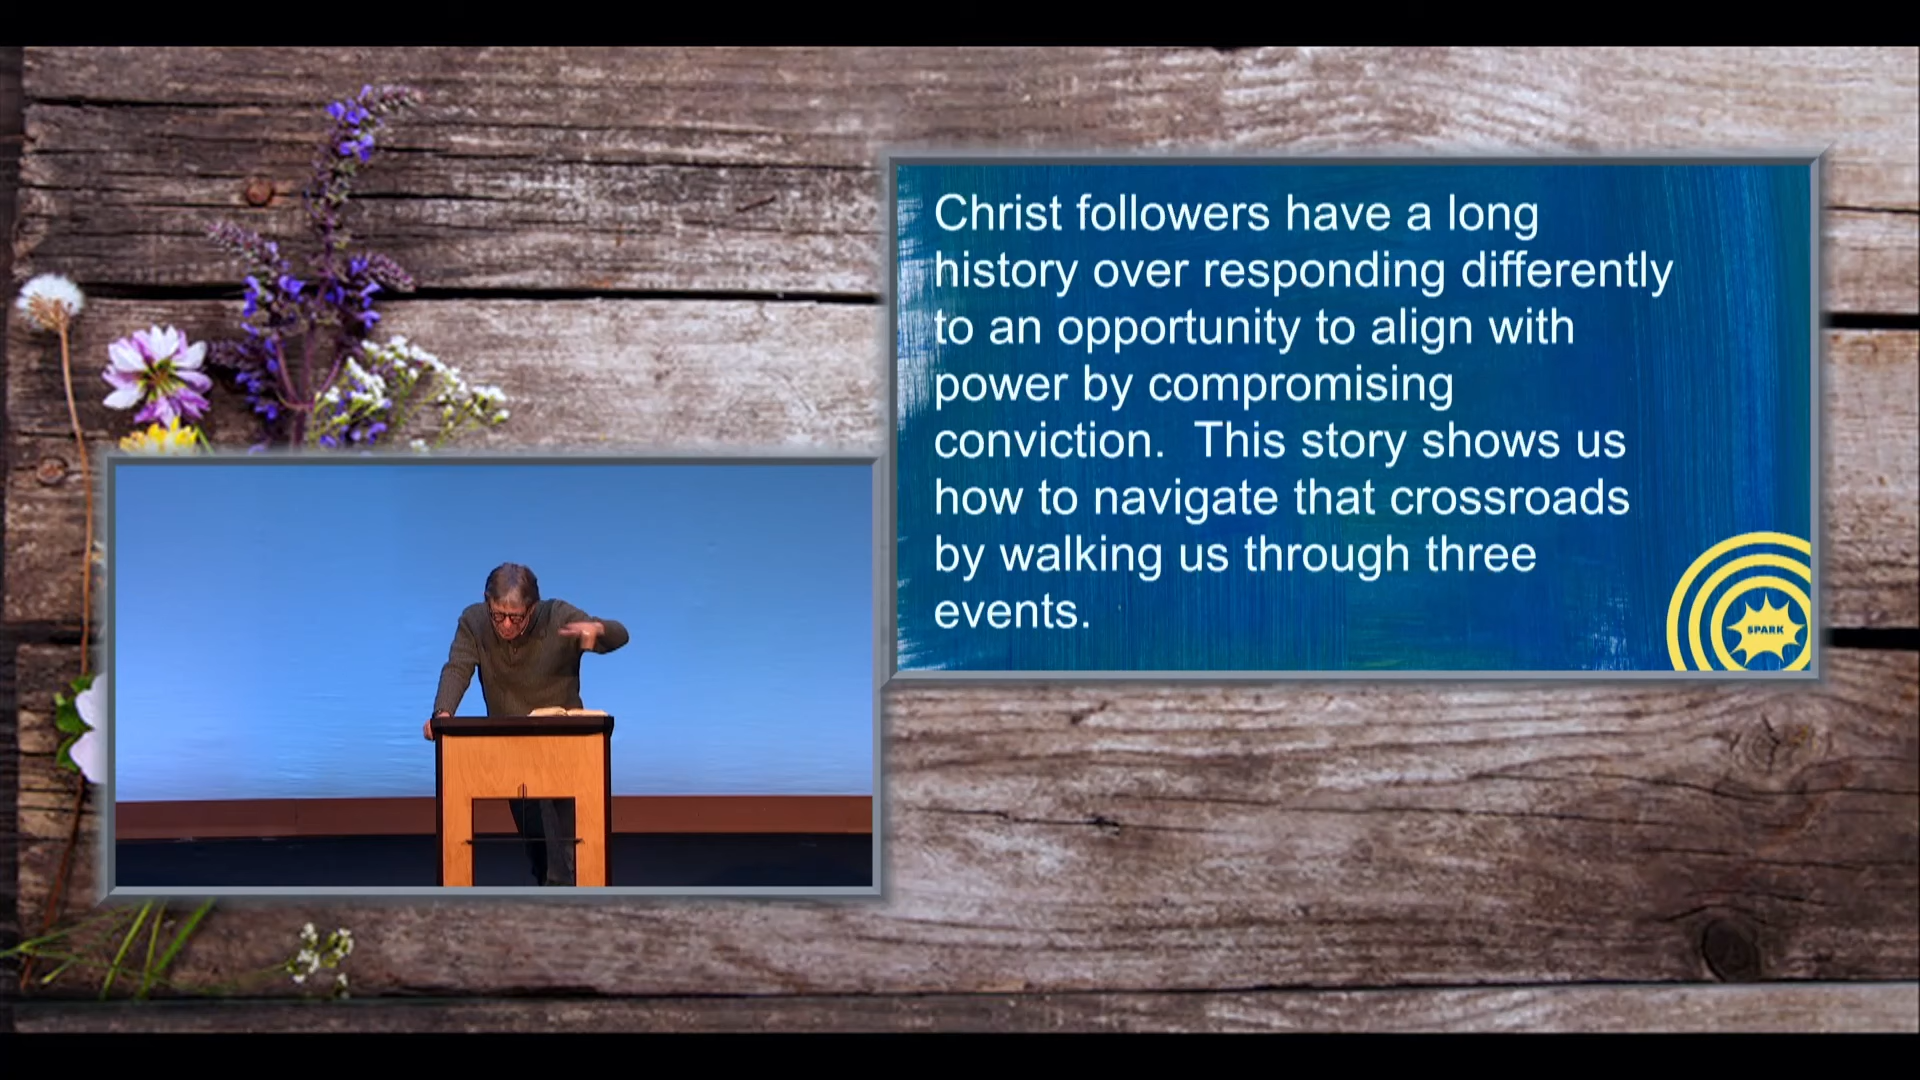 Christ followers have a long
history over responding differently
to an opportunity to align with
power by compromising
conviction.  This story shows us
how to navigate that crossroads
by walking us through three
events.
SPARK